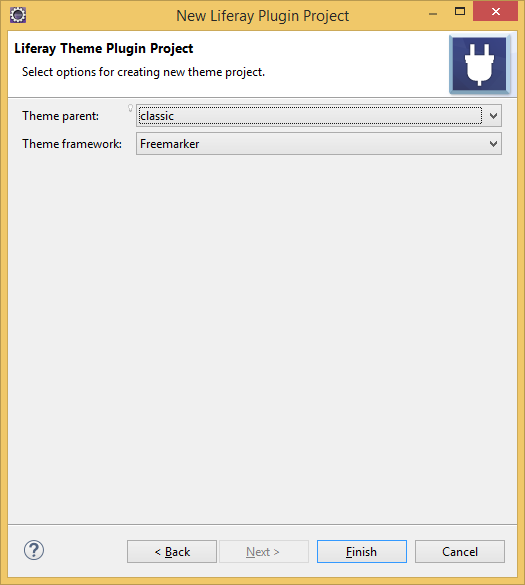 New Liferay Plugin Project
Liferay Theme Plugin Project
Select options for creating new theme project.
Theme parent: classic
Theme framework: Freemarker
? < Back Next > Finish Cancel